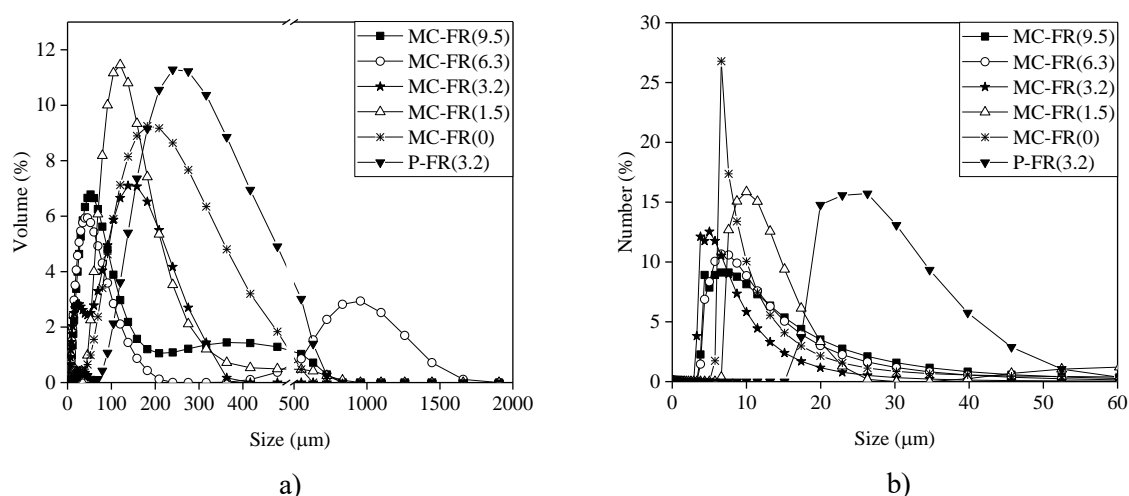 12
10
8
6
4
2
0
Volume (%)
0 100 200 300 400 500 1000 1500 2000
Size (μm)
MC-FR(9.5)
MC-FR(6.3)
MC-FR(3.2)
MC-FR(1.5)
MC-FR(0)
P-FR(3.2)
a)
30
25
20
15
10
5
0
Number (%)
0 10 20 30 40 50 60
Size (μm)
MC-FR(9.5)
MC-FR(6.3)
MC-FR(3.2)
MC-FR(1.5)
MC-FR(0)
P-FR(3.2)
b)